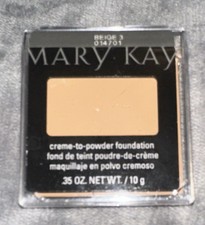 BEIGE 3
014701
MARY KAY
creme-to-powder foundation
fond de teint poudre-de-crème
maquillaje en polvo cremoso
.35 OZ. NET WT. / 10 g